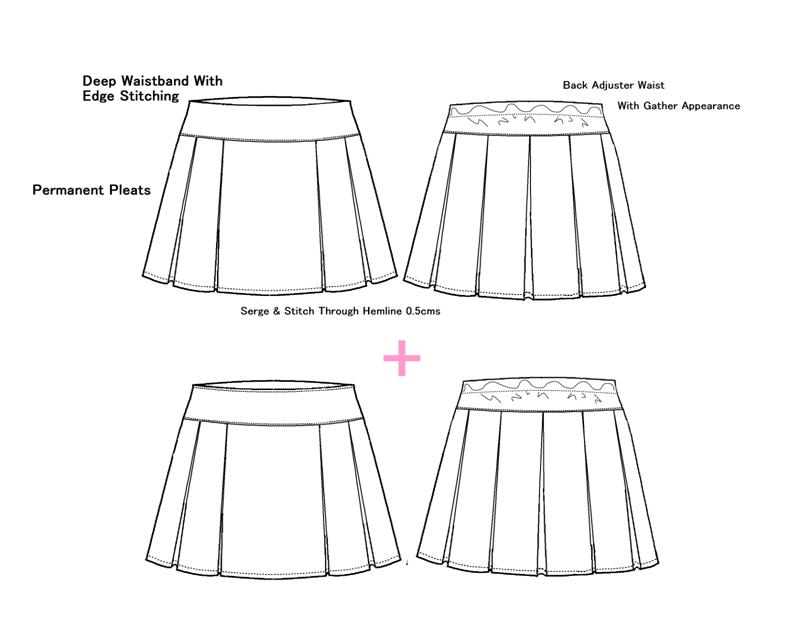 Deep Waistband With
Edge Stitching
Back Adjuster Waist
With Gather Appearance
Permanent Pleats
Serge & Stitch Through Hemline 0.5cms